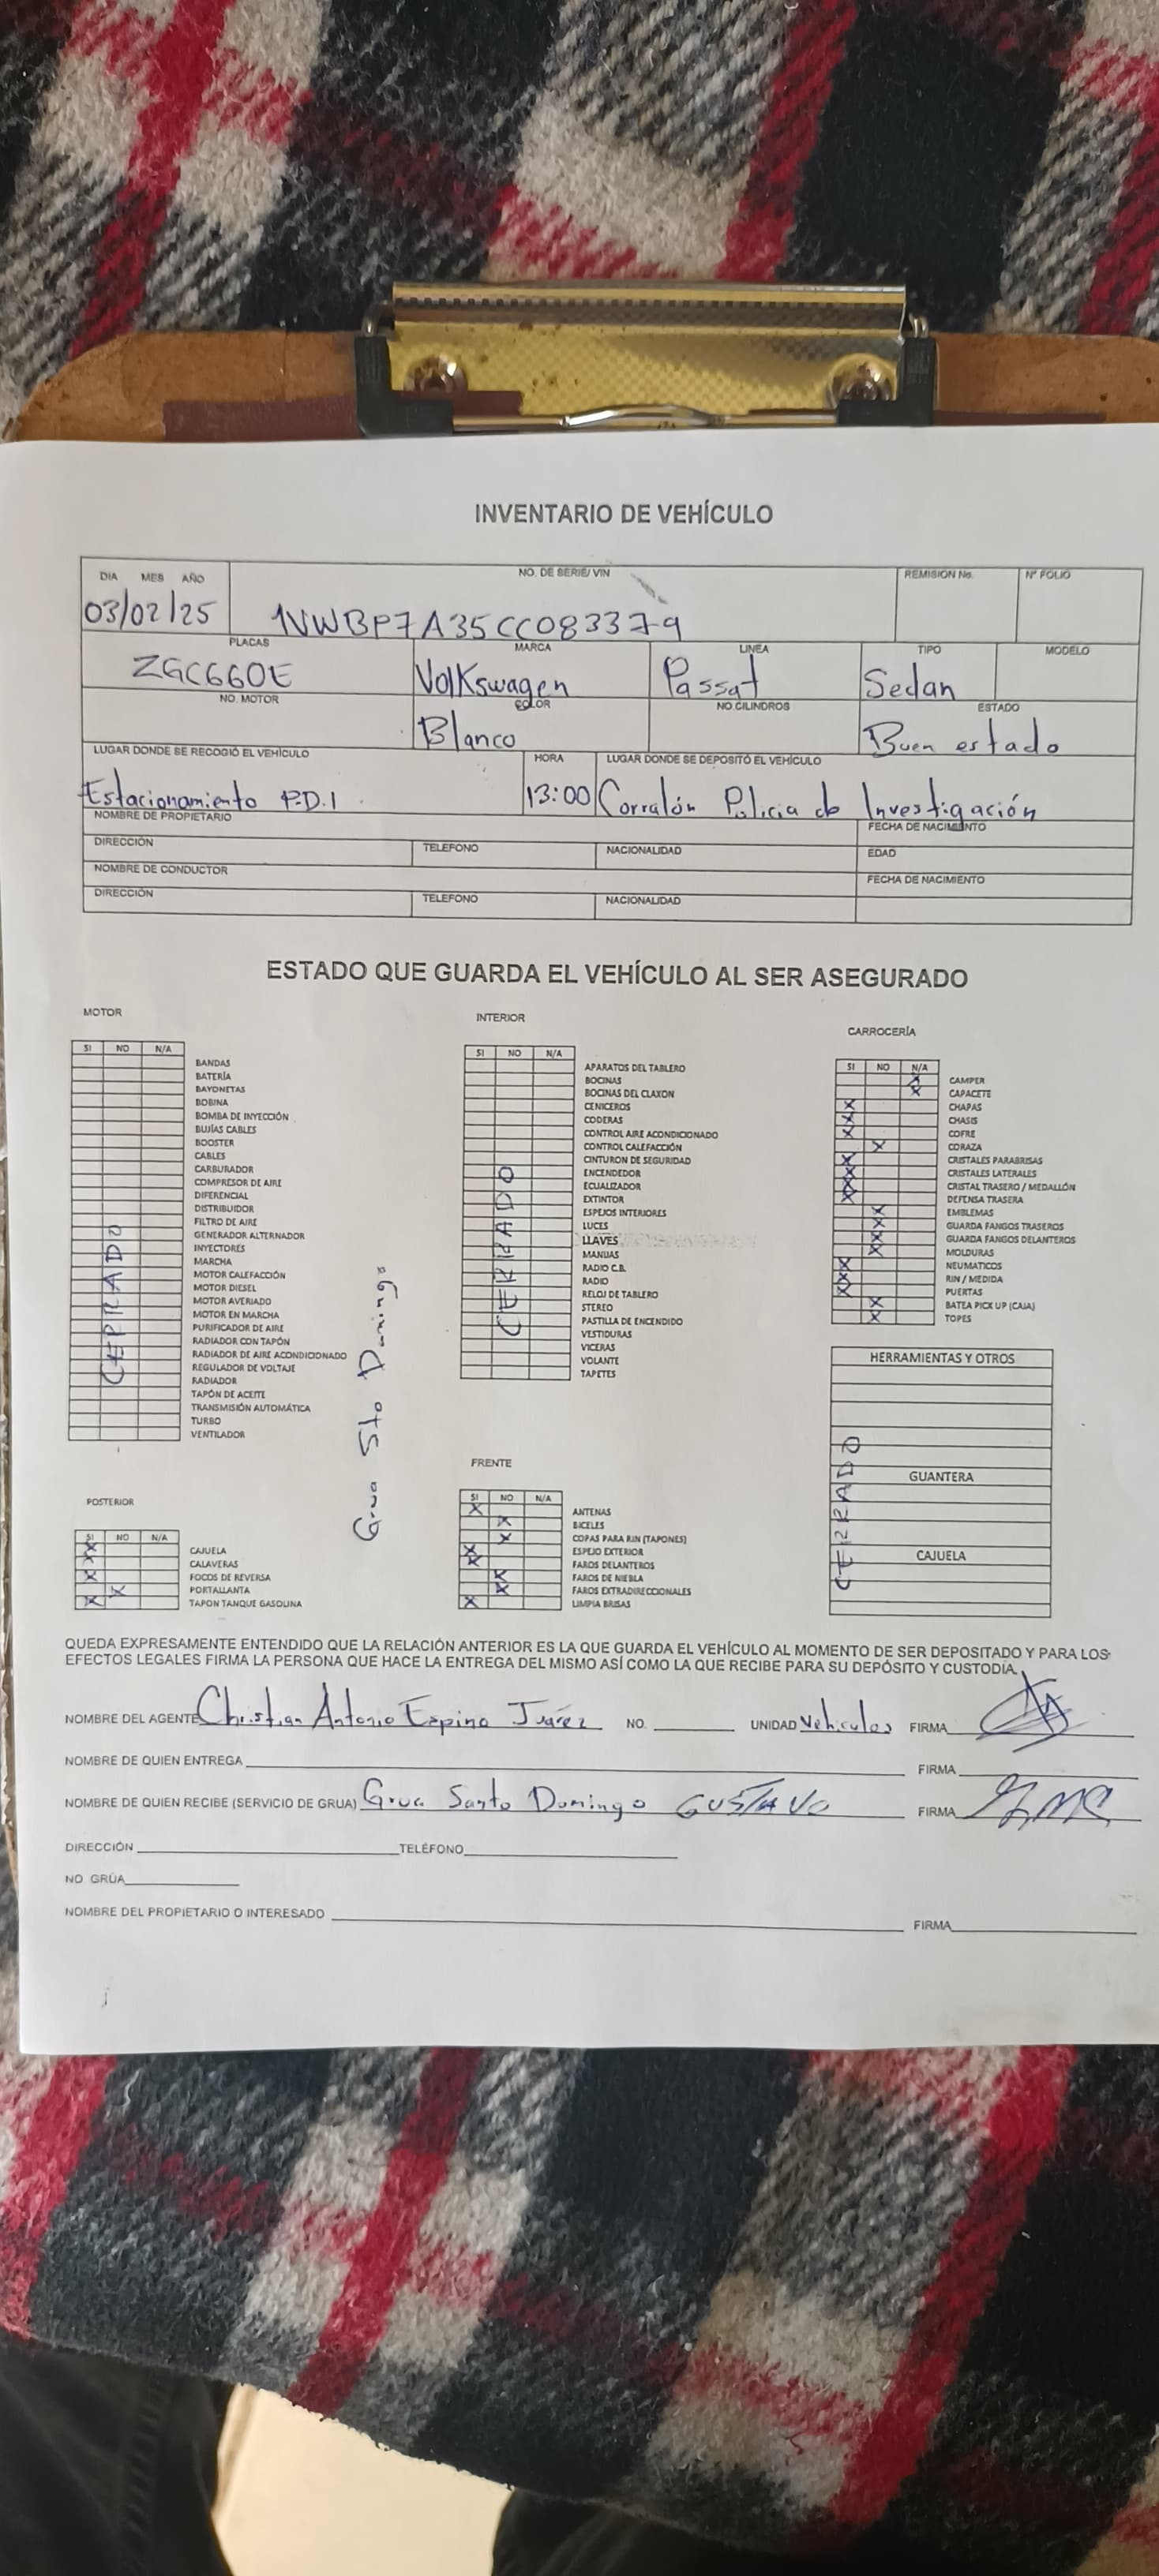 INVENTARIO DE VEHÍCULO
DIA MES AÑO NO. DE SERIE/ VIN REMISION No. Nº FOLIO
03/02/25 1VWBP7A35CC083379
PLACAS MARCA LINEA TIPO MODELO
ZGC660E Volkswagen Passat Sedan
NO. MOTOR COLOR NO.CILINDROS ESTADO
Blanco Buen estado
LUGAR DONDE SE RECOGIÓ EL VEHÍCULO HORA LUGAR DONDE SE DEPOSITÓ EL VEHÍCULO
Estacionamiento P.D.I 13:00 Corralón Policia de Investigación
NOMBRE DE PROPIETARIO FECHA DE NACIMIENTO
DIRECCIÓN TELEFONO NACIONALIDAD EDAD
NOMBRE DE CONDUCTOR FECHA DE NACIMIENTO
DIRECCIÓN TELEFONO NACIONALIDAD
ESTADO QUE GUARDA EL VEHÍCULO AL SER ASEGURADO
MOTOR
SI NO N/A
BANDAS
BATERÍA
BAYONETAS
BOBINA
BOMBA DE INYECCIÓN
BUJÍAS CABLES
BOOSTER
CABLES
CARBURADOR
COMPRESOR DE AIRE
DIFERENCIAL
DISTRIBUIDOR
FILTRO DE AIRE
GENERADOR ALTERNADOR
INYECTORES
MARCHA
MOTOR CALEFACCIÓN
MOTOR DIESEL
MOTOR AVERIADO
MOTOR EN MARCHA
PURIFICADOR DE AIRE
RADIADOR CON TAPÓN
RADIADOR DE AIRE ACONDICIONADO
REGULADOR DE VOLTAJE
RADIADOR
TAPÓN DE ACEITE
TRANSMISIÓN AUTOMÁTICA
TURBO
VENTILADOR
CERRADO
Grua Sto Domingo
INTERIOR
SI NO N/A
APARATOS DEL TABLERO
BOCINAS
BOCINAS DEL CLAXON
CENICEROS
CODERAS
CONTROL AIRE ACONDICIONADO
CONTROL CALEFACCIÓN
CINTURON DE SEGURIDAD
ENCENDEDOR
ECUALIZADOR
EXTINTOR
ESPEJOS INTERIORES
LUCES
LLAVES
MANIJAS
RADIO C.B.
RADIO
RELOJ DE TABLERO
STEREO
PASTILLA DE ENCENDIDO
VESTIDURAS
VICERAS
VOLANTE
TAPETES
CERRADO
CARROCERÍA
SI NO N/A
X CAMPER
X CAPACETE
X CHAPAS
X CHASIS
X COFRE
X CORAZA
X CRISTALES PARABRISAS
X CRISTALES LATERALES
X CRISTAL TRASERO / MEDALLÓN
X DEFENSA TRASERA
X EMBLEMAS
X GUARDA FANGOS TRASEROS
X GUARDA FANGOS DELANTEROS
X MOLDURAS
X NEUMATICOS
X RIN / MEDIDA
X PUERTAS
X BATEA PICK UP (CAJA)
X TOPES
HERRAMIENTAS Y OTROS
GUANTERA
CAJUELA
CERRADO
POSTERIOR
SI NO N/A
X CAJUELA
X CALAVERAS
X FOCOS DE REVERSA
X PORTALLANTA
X TAPON TANQUE GASOLINA
FRENTE
SI NO N/A
X ANTENAS
X BICELES
X COPAS PARA RIN (TAPONES)
X ESPEJO EXTERIOR
X FAROS DELANTEROS
X FAROS DE NIEBLA
X FAROS EXTRADIRECCIONALES
X LIMPIA BRISAS
QUEDA EXPRESAMENTE ENTENDIDO QUE LA RELACIÓN ANTERIOR ES LA QUE GUARDA EL VEHÍCULO AL MOMENTO DE SER DEPOSITADO Y PARA LOS
EFECTOS LEGALES FIRMA LA PERSONA QUE HACE LA ENTREGA DEL MISMO ASÍ COMO LA QUE RECIBE PARA SU DEPÓSITO Y CUSTODIA.
NOMBRE DEL AGENTE Christian Antonio Espino Juárez NO. UNIDAD Vehiculos FIRMA
NOMBRE DE QUIEN ENTREGA FIRMA
NOMBRE DE QUIEN RECIBE (SERVICIO DE GRUA) Grua Santo Domingo GUSTAVO FIRMA
DIRECCIÓN TELÉFONO
NO GRÚA
NOMBRE DEL PROPIETARIO O INTERESADO FIRMA